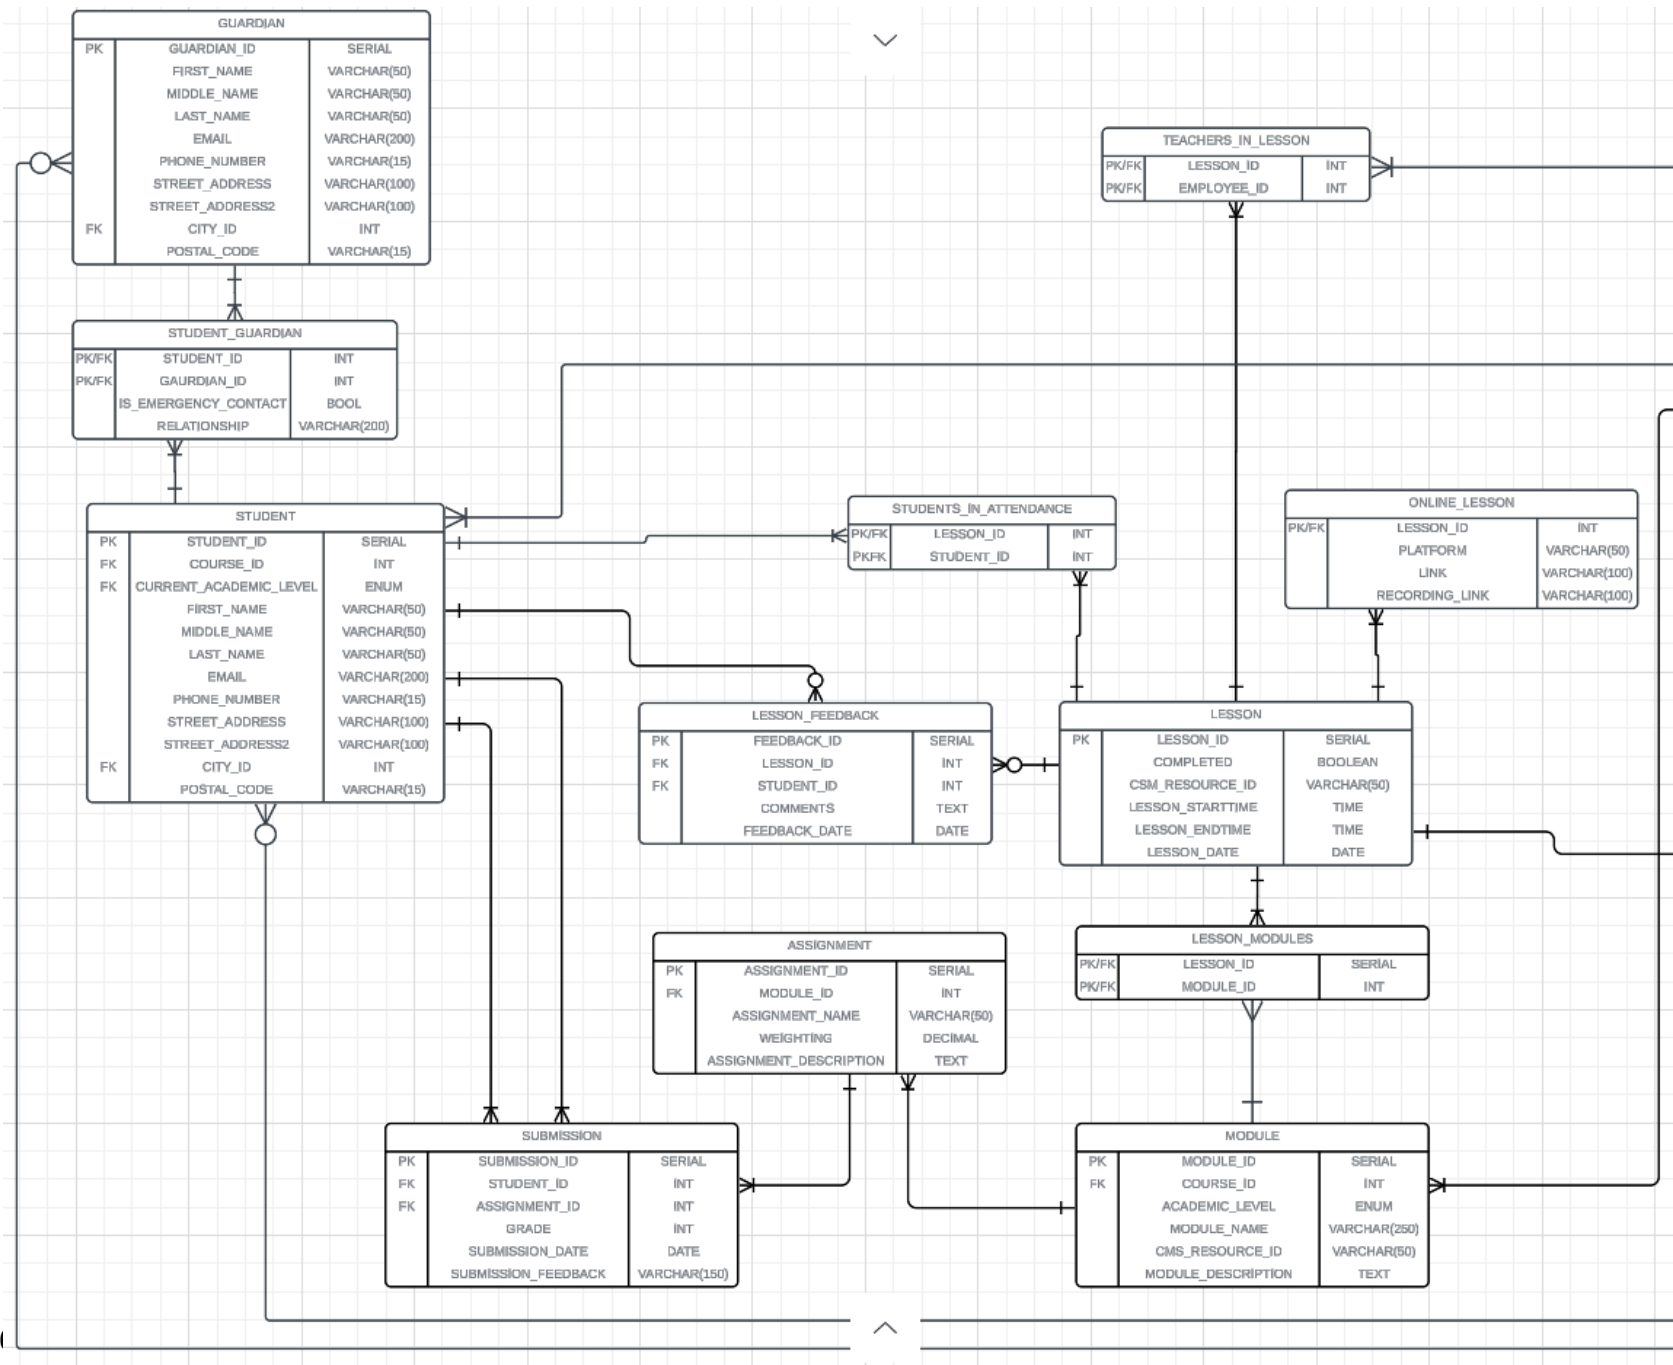 GUARDIAN
PK GUARDIAN_ID SERIAL
FIRST_NAME VARCHAR(50)
MIDDLE_NAME VARCHAR(50)
LAST_NAME VARCHAR(50)
EMAIL VARCHAR(200)
PHONE_NUMBER VARCHAR(15)
STREET_ADDRESS VARCHAR(100)
STREET_ADDRESS2 VARCHAR(100)
FK CITY_ID INT
POSTAL_CODE VARCHAR(15)
TEACHERS_IN_LESSON
PK/FK LESSON_ID INT
PK/FK EMPLOYEE_ID INT
STUDENT_GUARDIAN
PK/FK STUDENT_ID INT
PK/FK GAURDIAN_ID INT
IS_EMERGENCY_CONTACT BOOL
RELATIONSHIP VARCHAR(200)
STUDENT
PK STUDENT_ID SERIAL
FK COURSE_ID INT
FK CURRENT_ACADEMIC_LEVEL ENUM
FIRST_NAME VARCHAR(50)
MIDDLE_NAME VARCHAR(50)
LAST_NAME VARCHAR(50)
EMAIL VARCHAR(200)
PHONE_NUMBER VARCHAR(15)
STREET_ADDRESS VARCHAR(100)
STREET_ADDRESS2 VARCHAR(100)
FK CITY_ID INT
POSTAL_CODE VARCHAR(15)
STUDENTS_IN_ATTENDANCE
PK/FK LESSON_ID INT
PKFK STUDENT_ID INT
ONLINE_LESSON
PK/FK LESSON_ID INT
PLATFORM VARCHAR(50)
LINK VARCHAR(100)
RECORDING_LINK VARCHAR(100)
LESSON_FEEDBACK
PK FEEDBACK_ID SERIAL
FK LESSON_ID INT
FK STUDENT_ID INT
COMMENTS TEXT
FEEDBACK_DATE DATE
LESSON
PK LESSON_ID SERIAL
COMPLETED BOOLEAN
CSM_RESOURCE_ID VARCHAR(50)
LESSON_STARTTIME TIME
LESSON_ENDTIME TIME
LESSON_DATE DATE
ASSIGNMENT
PK ASSIGNMENT_ID SERIAL
FK MODULE_ID INT
ASSIGNMENT_NAME VARCHAR(50)
WEIGHTING DECIMAL
ASSIGNMENT_DESCRIPTION TEXT
LESSON_MODULES
PK/FK LESSON_ID SERIAL
PK/FK MODULE_ID INT
SUBMISSION
PK SUBMISSION_ID SERIAL
FK STUDENT_ID INT
FK ASSIGNMENT_ID INT
GRADE INT
SUBMISSION_DATE DATE
SUBMISSION_FEEDBACK VARCHAR(150)
MODULE
PK MODULE_ID SERIAL
FK COURSE_ID INT
ACADEMIC_LEVEL ENUM
MODULE_NAME VARCHAR(250)
CMS_RESOURCE_ID VARCHAR(50)
MODULE_DESCRIPTION TEXT